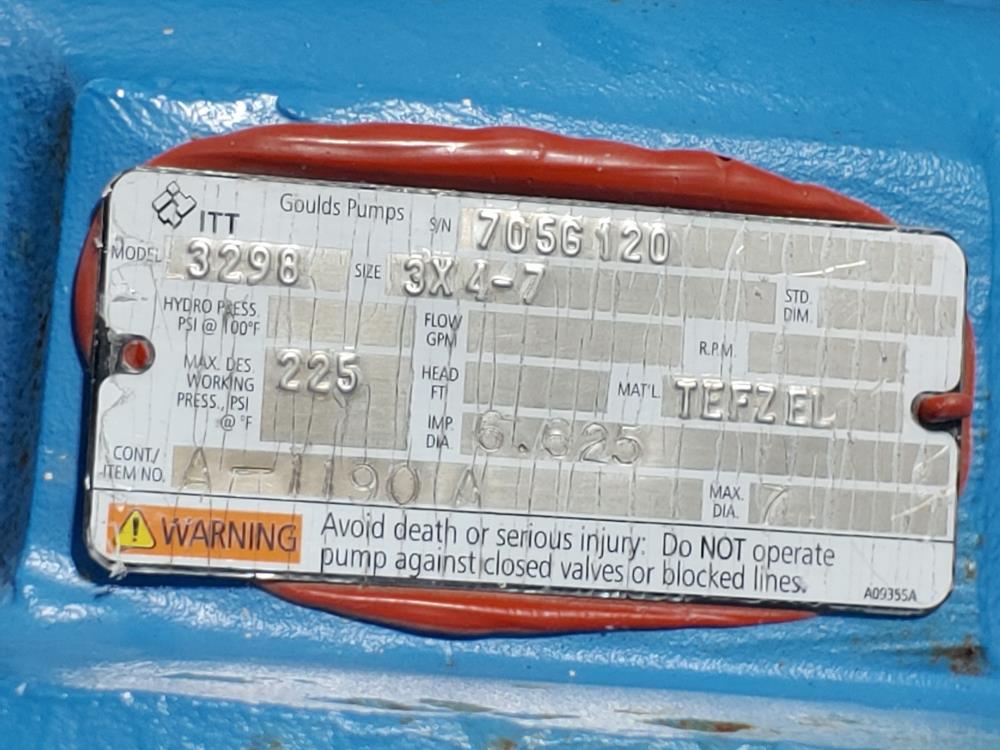 ITT Goulds Pumps S/N 705G120
MODEL 3298 SIZE 3X4-7 STD. DIM.
HYDRO PRESS. PSI @ 100°F FLOW GPM R.P.M.
MAX. DES. WORKING PRESS., PSI @ °F 225 HEAD FT MAT'L TEFZEL
IMP. DIA. 6.625
CONT./ ITEM NO. A-1190 A MAX. DIA. 7
WARNING Avoid death or serious injury: Do NOT operate
pump against closed valves or blocked lines.
A09355A